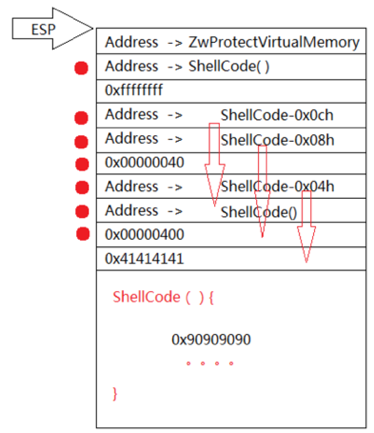 ESP
Address -> ZwProtectVirtualMemory
Address -> ShellCode( )
0xffffffff
Address -> ShellCode-0x0ch
Address -> ShellCode-0x08h
0x00000040
Address -> ShellCode-0x04h
Address -> ShellCode()
0x00000400
0x41414141
ShellCode ( ) {
0x90909090
。。。。
}